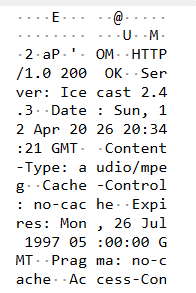 ····E···@·····
·········U··M·
·2·aP·'··OM··HTTP
/1.0 200 OK··Ser
ver: Icecast 2.4
.3··Date: Sun, 1
2 Apr 2026 20:34
:21 GMT··Content
-Type: audio/mpe
g··Cache-Control
: no-cache··Expi
res: Mon, 26 Jul
1997 05:00:00 G
MT··Pragma: no-c
ache··Access-Con